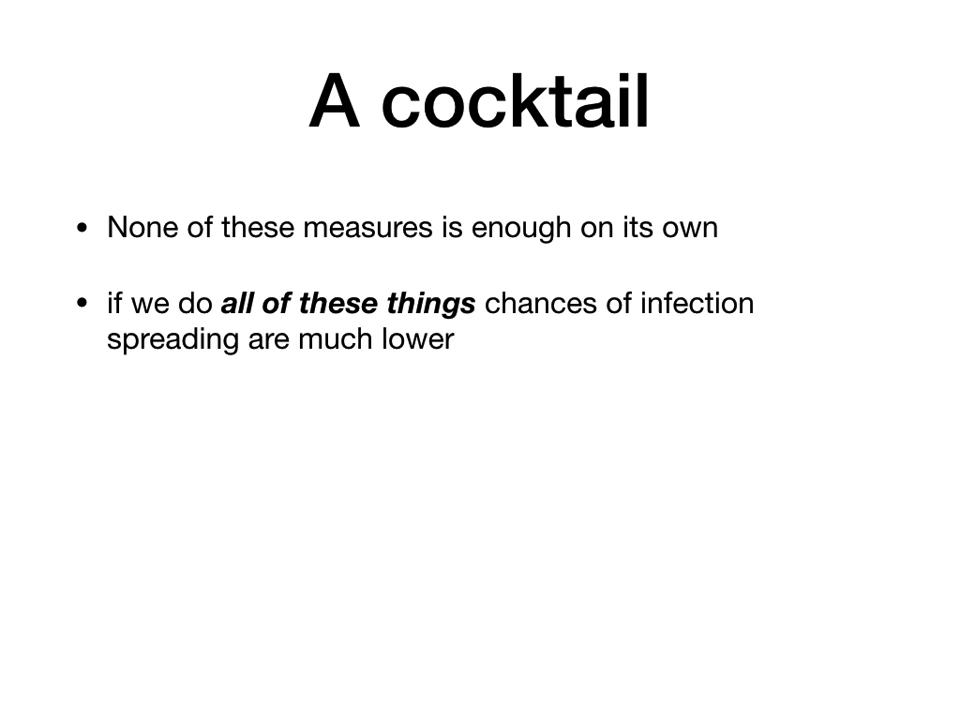 A cocktail
• None of these measures is enough on its own
• if we do all of these things chances of infection
spreading are much lower